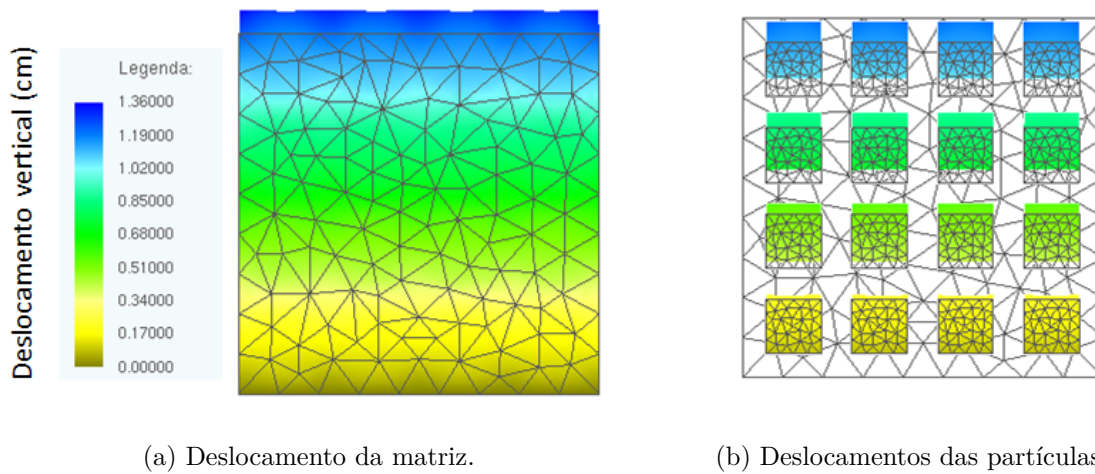 Deslocamento vertical (cm)
Legenda:
1.36000
1.19000
1.02000
0.85000
0.68000
0.51000
0.34000
0.17000
0.00000
(a) Deslocamento da matriz.
(b) Deslocamentos das partículas